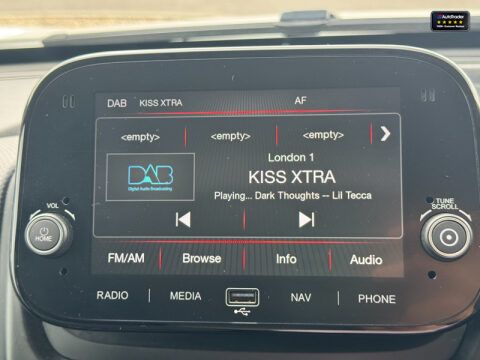 AutoTrader
DAB KISS XTRA AF
<empty> <empty> <empty>
London 1
DAB
Digital Audio Broadcasting
KISS XTRA
Playing... Dark Thoughts -- Lil Tecca
VOL
HOME
TUNE
SCROLL
FM/AM Browse Info Audio
RADIO MEDIA NAV PHONE